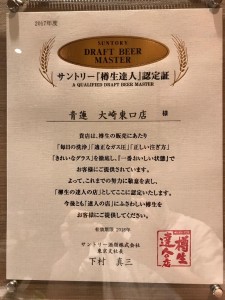 2017年度
SUNTORY
DRAFT BEER
MASTER
サントリー「樽生達人」認定証
A QUALIFIED DRAFT BEER MASTER
青蓮 大崎東口店 様
貴店は、樽生の販売にあたり
「毎日の洗浄」「適正なガス圧」「正しい注ぎ方」
「きれいなグラス」を徹底し、「一番おいしい状態」で
お客様にご提供されています。
よって、これまでの努力に敬意を表し、
「樽生達人の店」としてここに認定いたします。
今後とも「達人の店」にふさわしい樽生を
お客様にご提供してください。
有効期限 2018年
サントリー酒類株式会社
東京支社長
下村 真三
樽生
達人の店